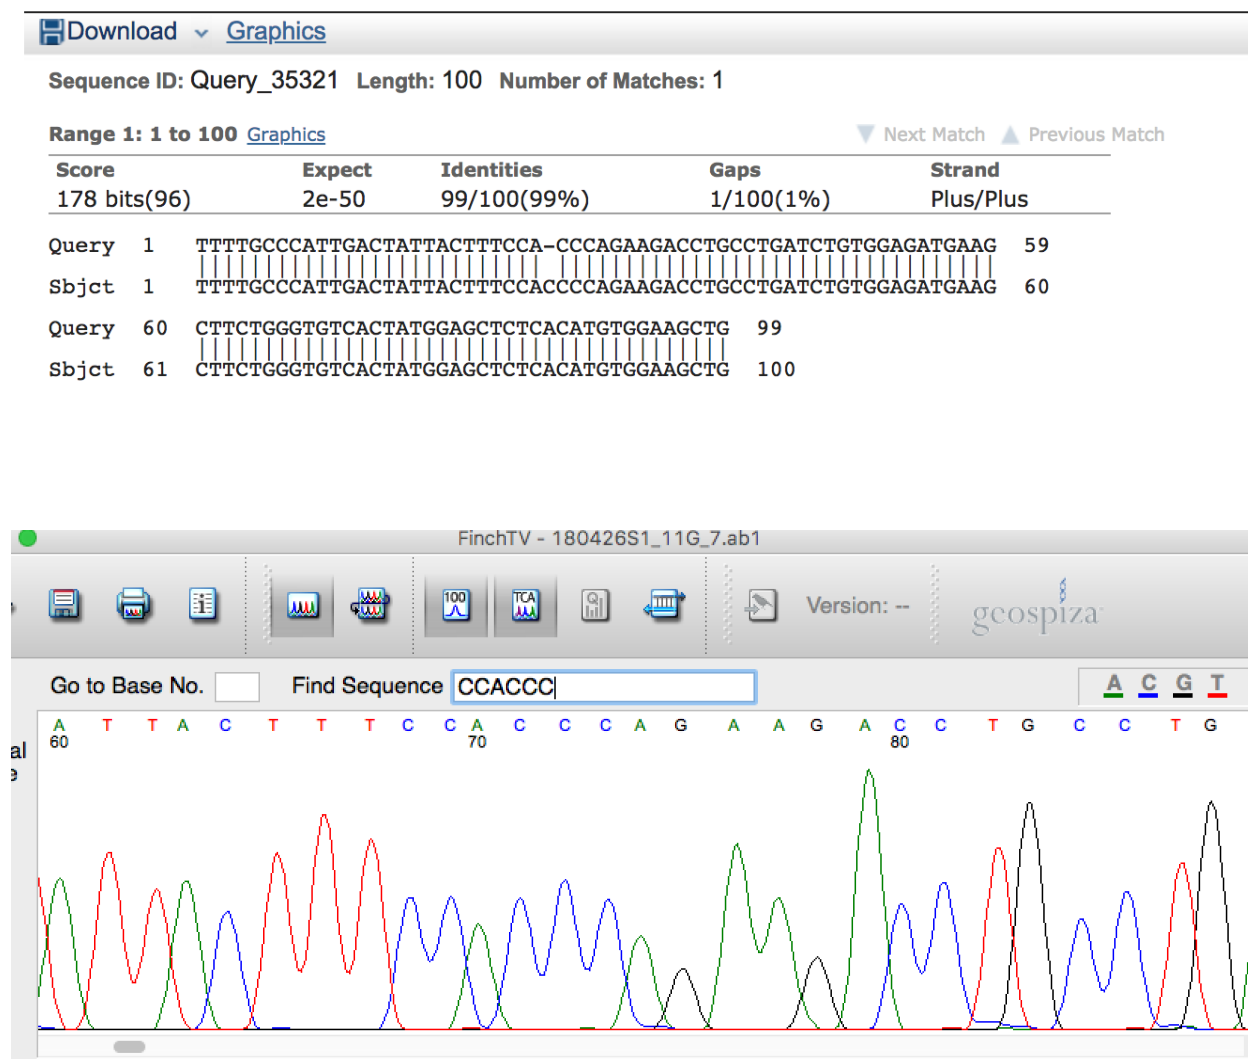 Download Graphics
Sequence ID: Query_35321 Length: 100 Number of Matches: 1
Range 1: 1 to 100 Graphics Next Match Previous Match
Score Expect Identities Gaps Strand
178 bits(96) 2e-50 99/100(99%) 1/100(1%) Plus/Plus
Query 1 TTTTGCCCATTGACTATTACTTTCCA-CCCAGAAGACCTGCCTGATCTGTGGAGATGAAG 59
Sbjct 1 TTTTGCCCATTGACTATTACTTTCCACCCCAGAAGACCTGCCTGATCTGTGGAGATGAAG 60
Query 60 CTTCTGGGTGTCACTATGGAGCTCTCACATGTGGAAGCTG 99
Sbjct 61 CTTCTGGGTGTCACTATGGAGCTCTCACATGTGGAAGCTG 100
FinchTV - 180426S1_11G_7.ab1
100 TCA Version: -- geospiza
Go to Base No. Find Sequence CCACCC A C G T
A T T A C T T T C C A C C C A G A A G A C C T G C C T G
60 70 80
al
e